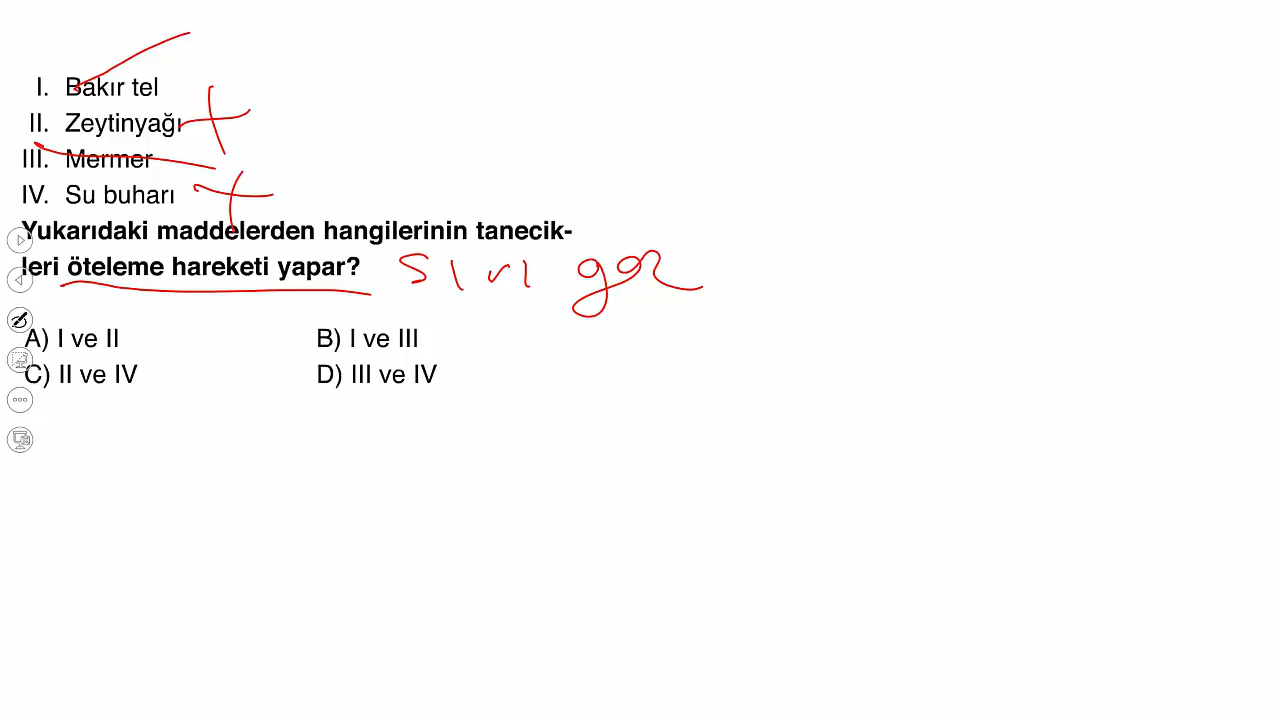 I. Bakır tel
II. Zeytinyağı
III. Mermer
IV. Su buharı
Yukarıdaki maddelerden hangilerinin tanecik-
leri öteleme hareketi yapar? sıvı gaz
A) I ve II B) I ve III
C) II ve IV D) III ve IV